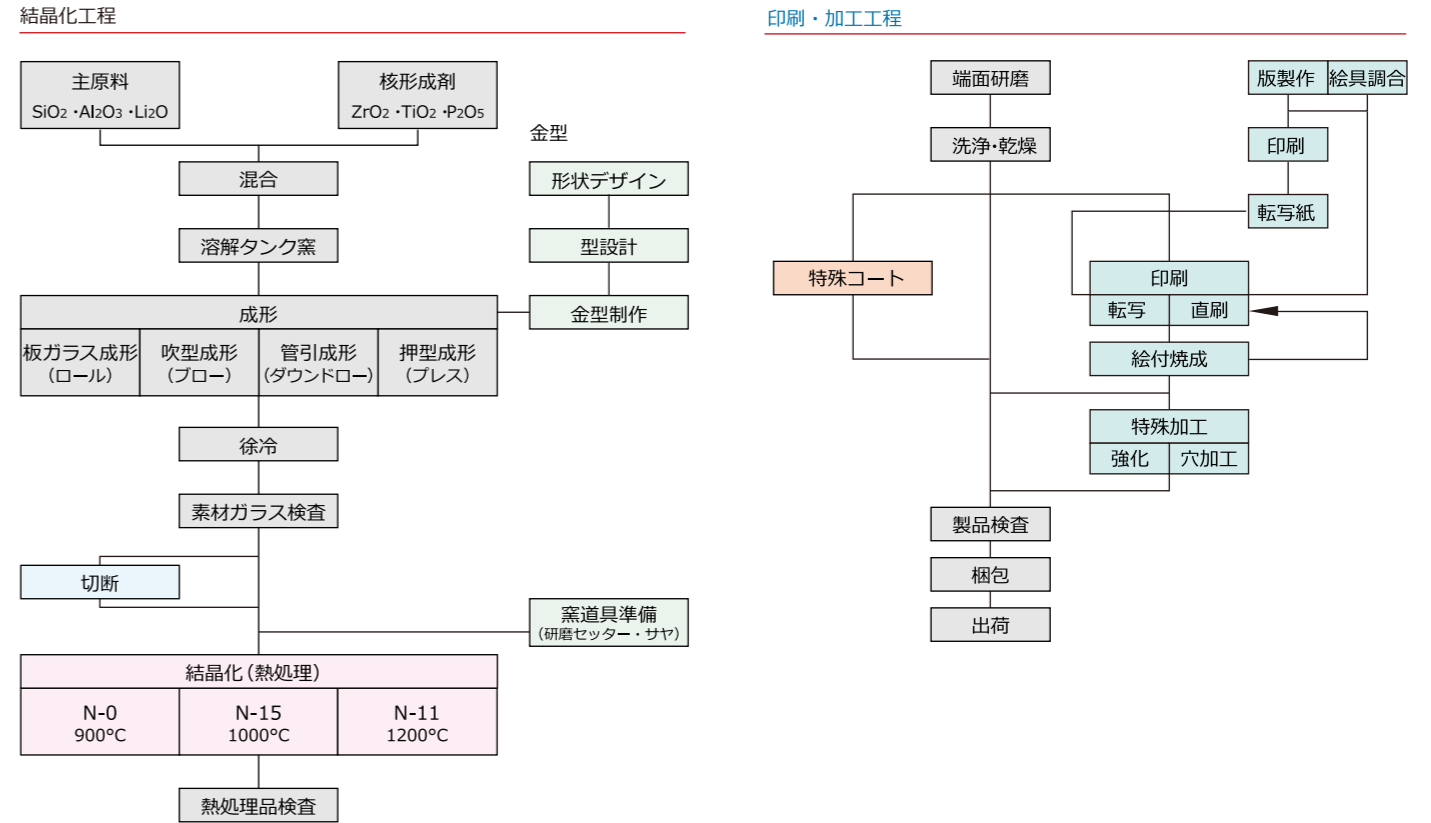 結晶化工程
主原料
SiO2・Al2O3・Li2O
核形成剤
ZrO2・TiO2・P2O5
混合
溶解タンク窯
金型
形状デザイン
型設計
金型制作
成形
板ガラス成形
（ロール）
吹型成形
（ブロー）
管引成形
（ダウンドロー）
押型成形
（プレス）
徐冷
素材ガラス検査
切断
窯道具準備
（研磨セッター・サヤ）
結晶化（熱処理）
N-0
900°C
N-15
1000°C
N-11
1200°C
熱処理品検査
印刷・加工工程
端面研磨
洗浄・乾燥
版製作
絵具調合
印刷
転写紙
特殊コート
印刷
転写
直刷
絵付焼成
特殊加工
強化
穴加工
製品検査
梱包
出荷